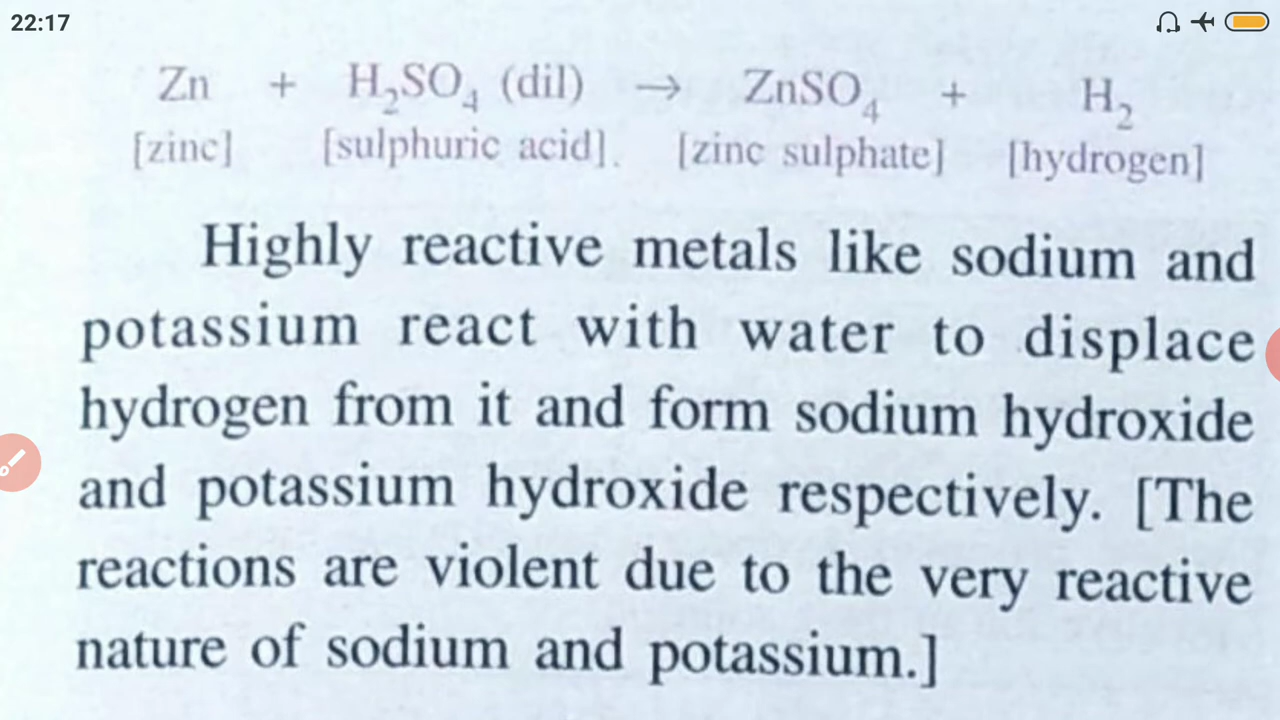 22:17
Zn + H₂SO₄ (dil) → ZnSO₄ + H₂
[zinc] [sulphuric acid]. [zinc sulphate] [hydrogen]
Highly reactive metals like sodium and
potassium react with water to displace
hydrogen from it and form sodium hydroxide
and potassium hydroxide respectively. [The
reactions are violent due to the very reactive
nature of sodium and potassium.]